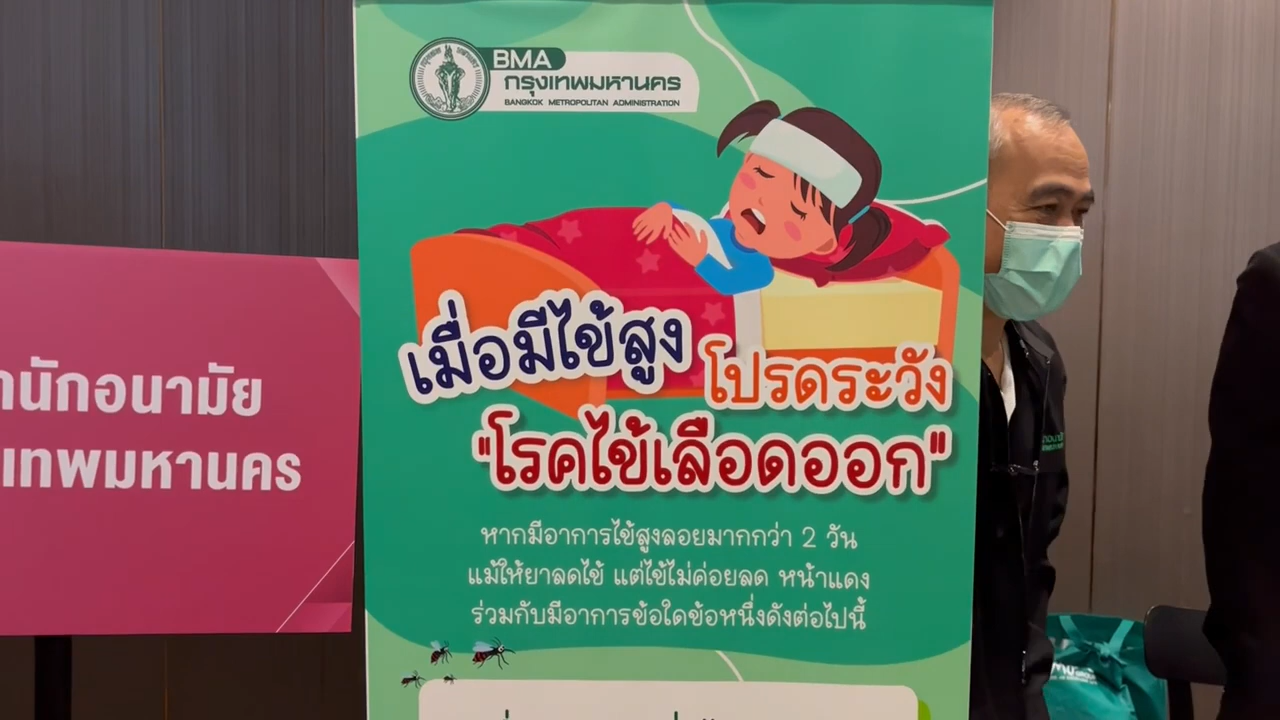 BMA
กรุงเทพมหานคร
BANGKOK METROPOLITAN ADMINISTRATION
เมื่อมีไข้สูง
โปรดระวัง
"โรคไข้เลือดออก"
หากมีอาการไข้สูงลอยมากกว่า 2 วัน
แม้ให้ยาลดไข้ แต่ไข้ไม่ค่อยลด หน้าแดง
ร่วมกับมีอาการข้อใดข้อหนึ่งดังต่อไปนี้
านักอนามัย
เทพมหานคร